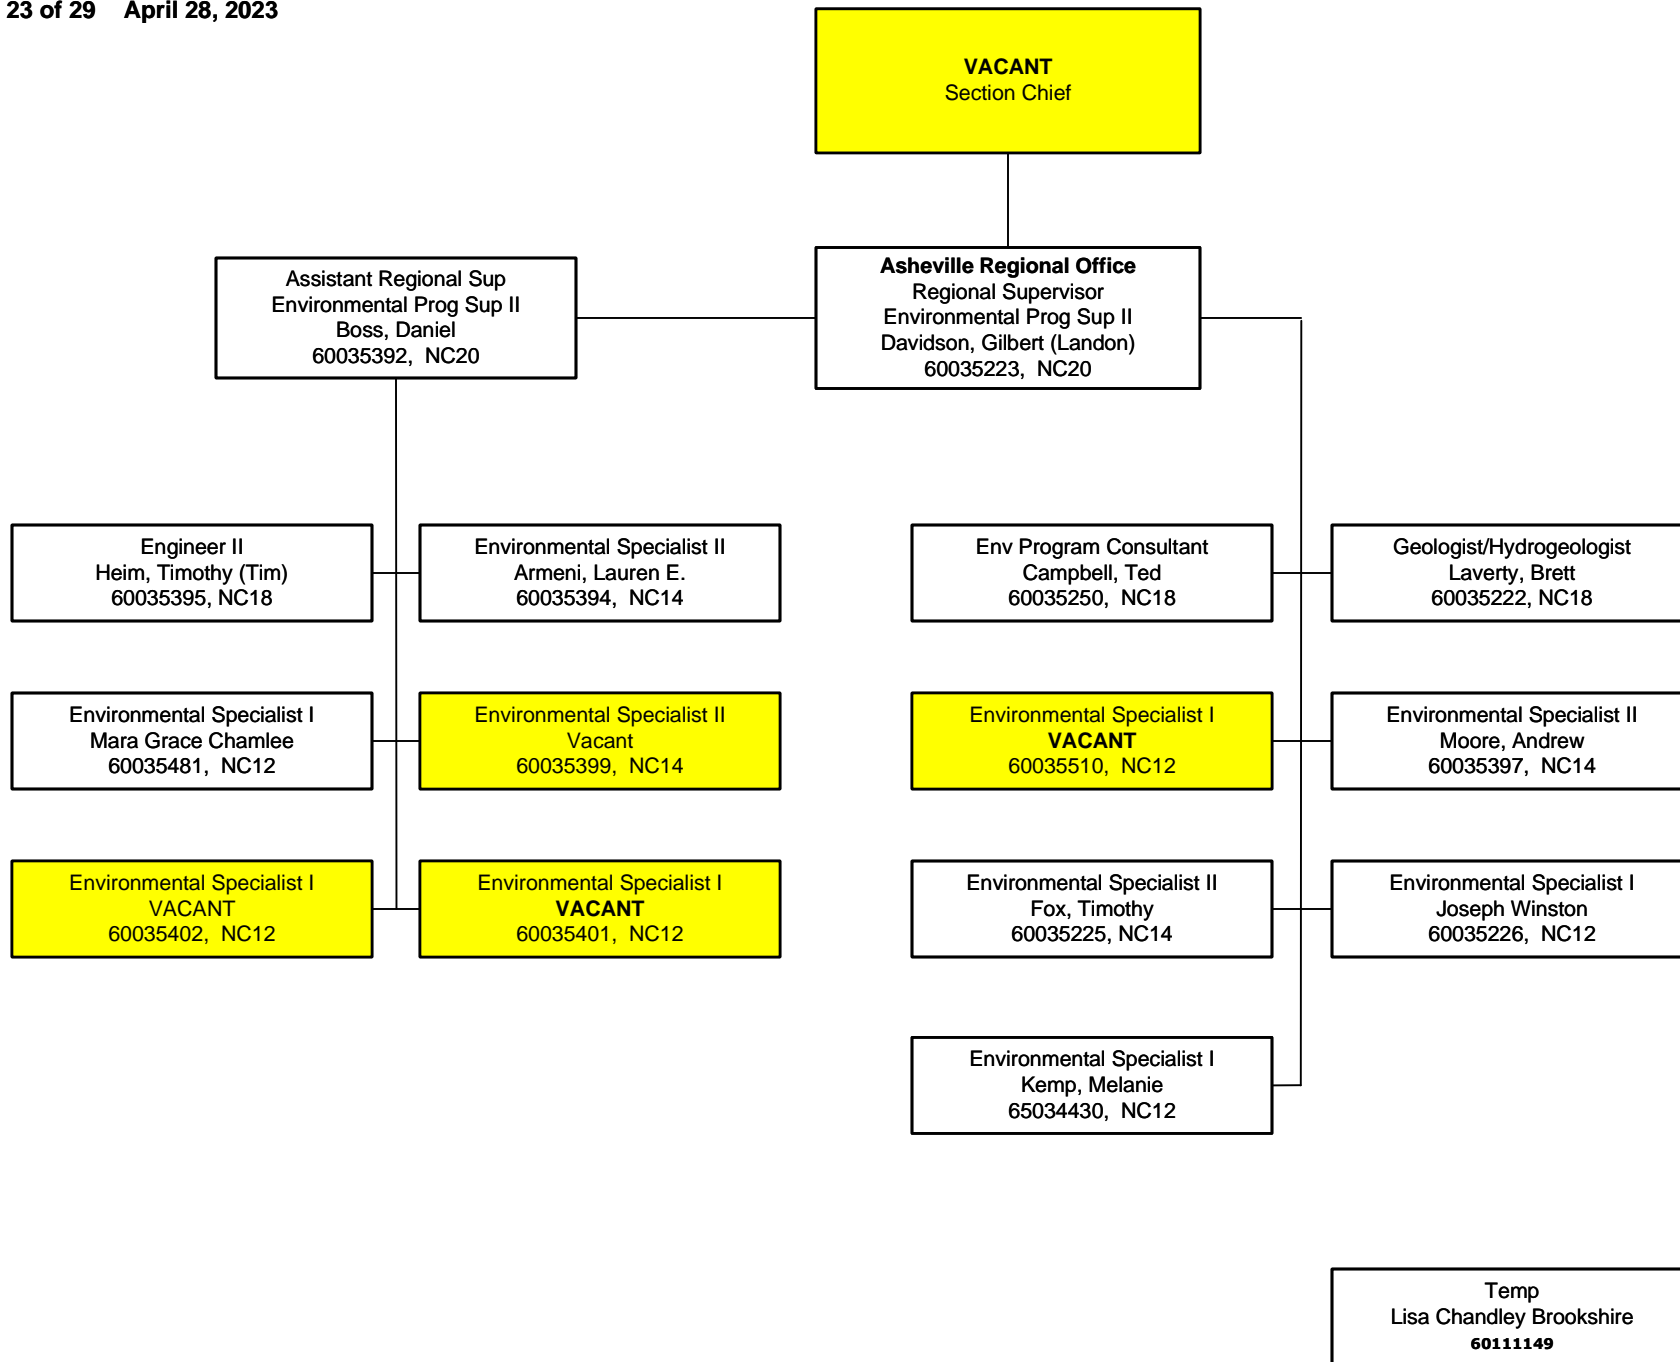 23 of 29 April 28, 2023
VACANT
Section Chief
Assistant Regional Sup
Environmental Prog Sup II
Boss, Daniel
60035392, NC20
Asheville Regional Office
Regional Supervisor
Environmental Prog Sup II
Davidson, Gilbert (Landon)
60035223, NC20
Engineer II
Heim, Timothy (Tim)
60035395, NC18
Environmental Specialist II
Armeni, Lauren E.
60035394, NC14
Env Program Consultant
Campbell, Ted
60035250, NC18
Geologist/Hydrogeologist
Laverty, Brett
60035222, NC18
Environmental Specialist I
Mara Grace Chamlee
60035481, NC12
Environmental Specialist II
Vacant
60035399, NC14
Environmental Specialist I
VACANT
60035510, NC12
Environmental Specialist II
Moore, Andrew
60035397, NC14
Environmental Specialist I
VACANT
60035402, NC12
Environmental Specialist I
VACANT
60035401, NC12
Environmental Specialist II
Fox, Timothy
60035225, NC14
Environmental Specialist I
Joseph Winston
60035226, NC12
Environmental Specialist I
Kemp, Melanie
65034430, NC12
Temp
Lisa Chandley Brookshire
60111149